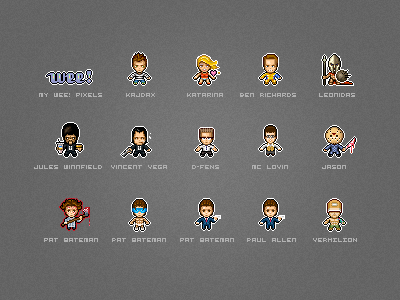 wee!
MY WEE! PIXELS
KAJDAX
KATARINA
BEN RICHARDS
LEONIDAS
JULES WINNFIELD
VINCENT VEGA
D-FENS
MC LOVIN
JASON
PAT BATEMAN
PAT BATEMAN
PAT BATEMAN
PAUL ALLEN
VERMILION